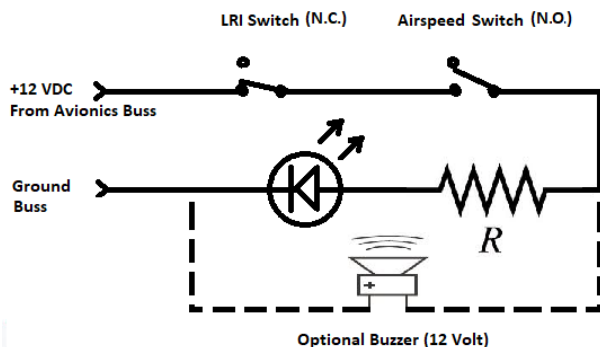 LRI Switch (N.C.)
Airspeed Switch (N.O.)
+12 VDC
From Avionics Buss
Ground
Buss
R
+
-
Optional Buzzer (12 Volt)